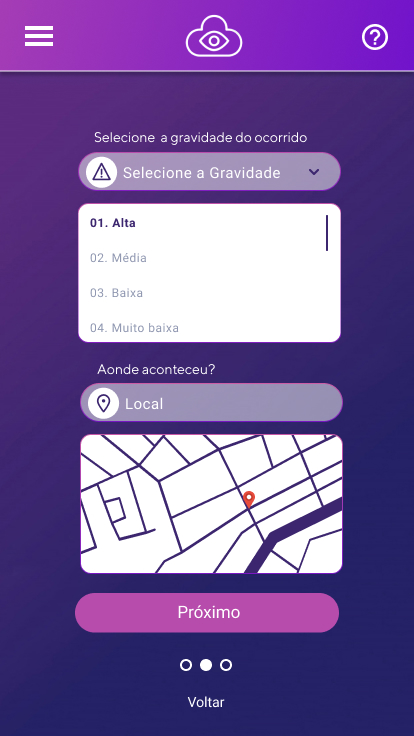 Selecione a gravidade do ocorrido
Selecione a Gravidade
01. Alta
02. Média
03. Baixa
04. Muito baixa
Aonde aconteceu?
Local
Próximo
Voltar